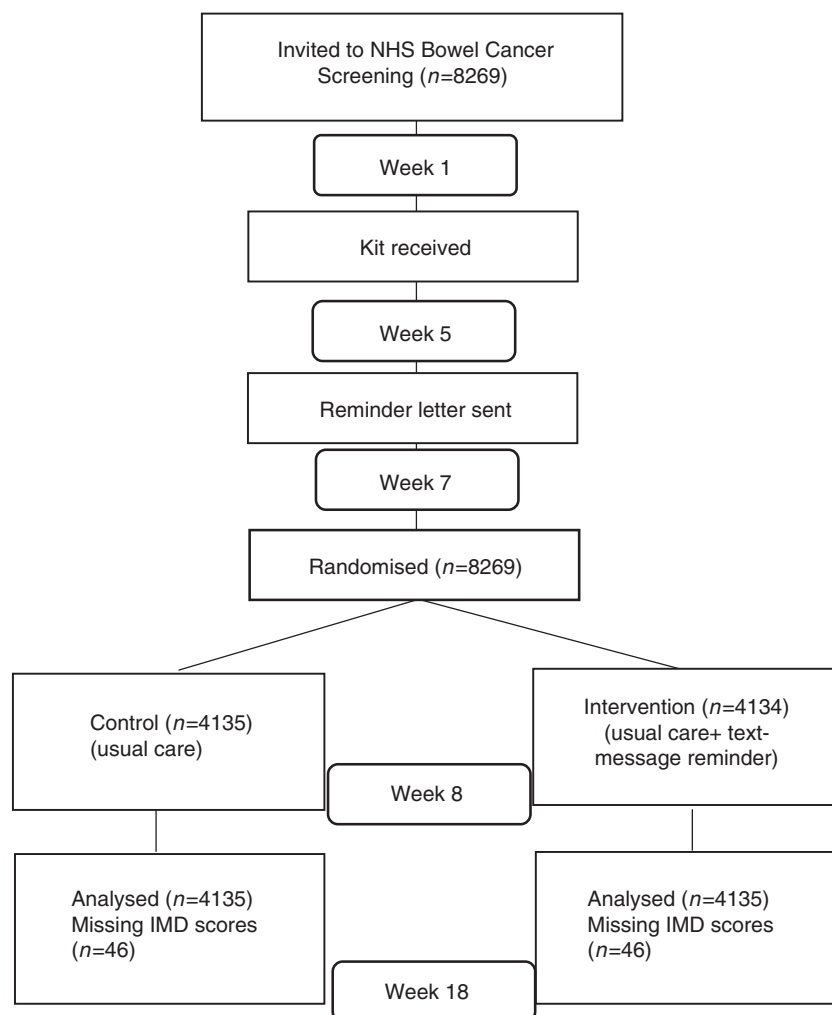 Invited to NHS Bowel Cancer
Screening (n=8269)
Week 1
Kit received
Week 5
Reminder letter sent
Week 7
Randomised (n=8269)
Control (n=4135)
(usual care)
Intervention (n=4134)
(usual care+ text-
message reminder)
Week 8
Analysed (n=4135)
Missing IMD scores
(n=46)
Analysed (n=4135)
Missing IMD scores
(n=46)
Week 18